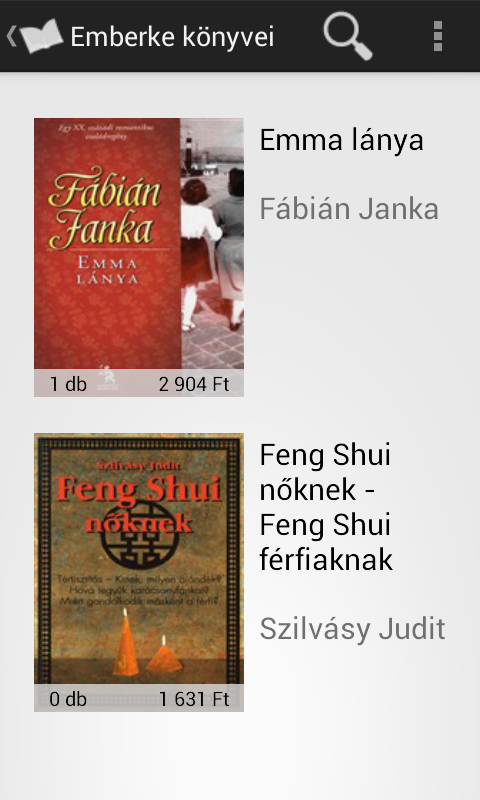 Emberke könyvei
Egy XX. századi romantikus
családregény.
Fábián
Janka
EMMA
LÁNYA
1 db 2 904 Ft
Emma lánya
Fábián Janka
Szilvásy Judit
Feng Shui
nőknek
Tértisztítás - Kinek, milyen ajándék?
Hová tegyük karácsonyfánkat?
Miért gondolkodik másként a férfi?
0 db 1 631 Ft
Feng Shui
nőknek -
Feng Shui
férfiaknak
Szilvásy Judit